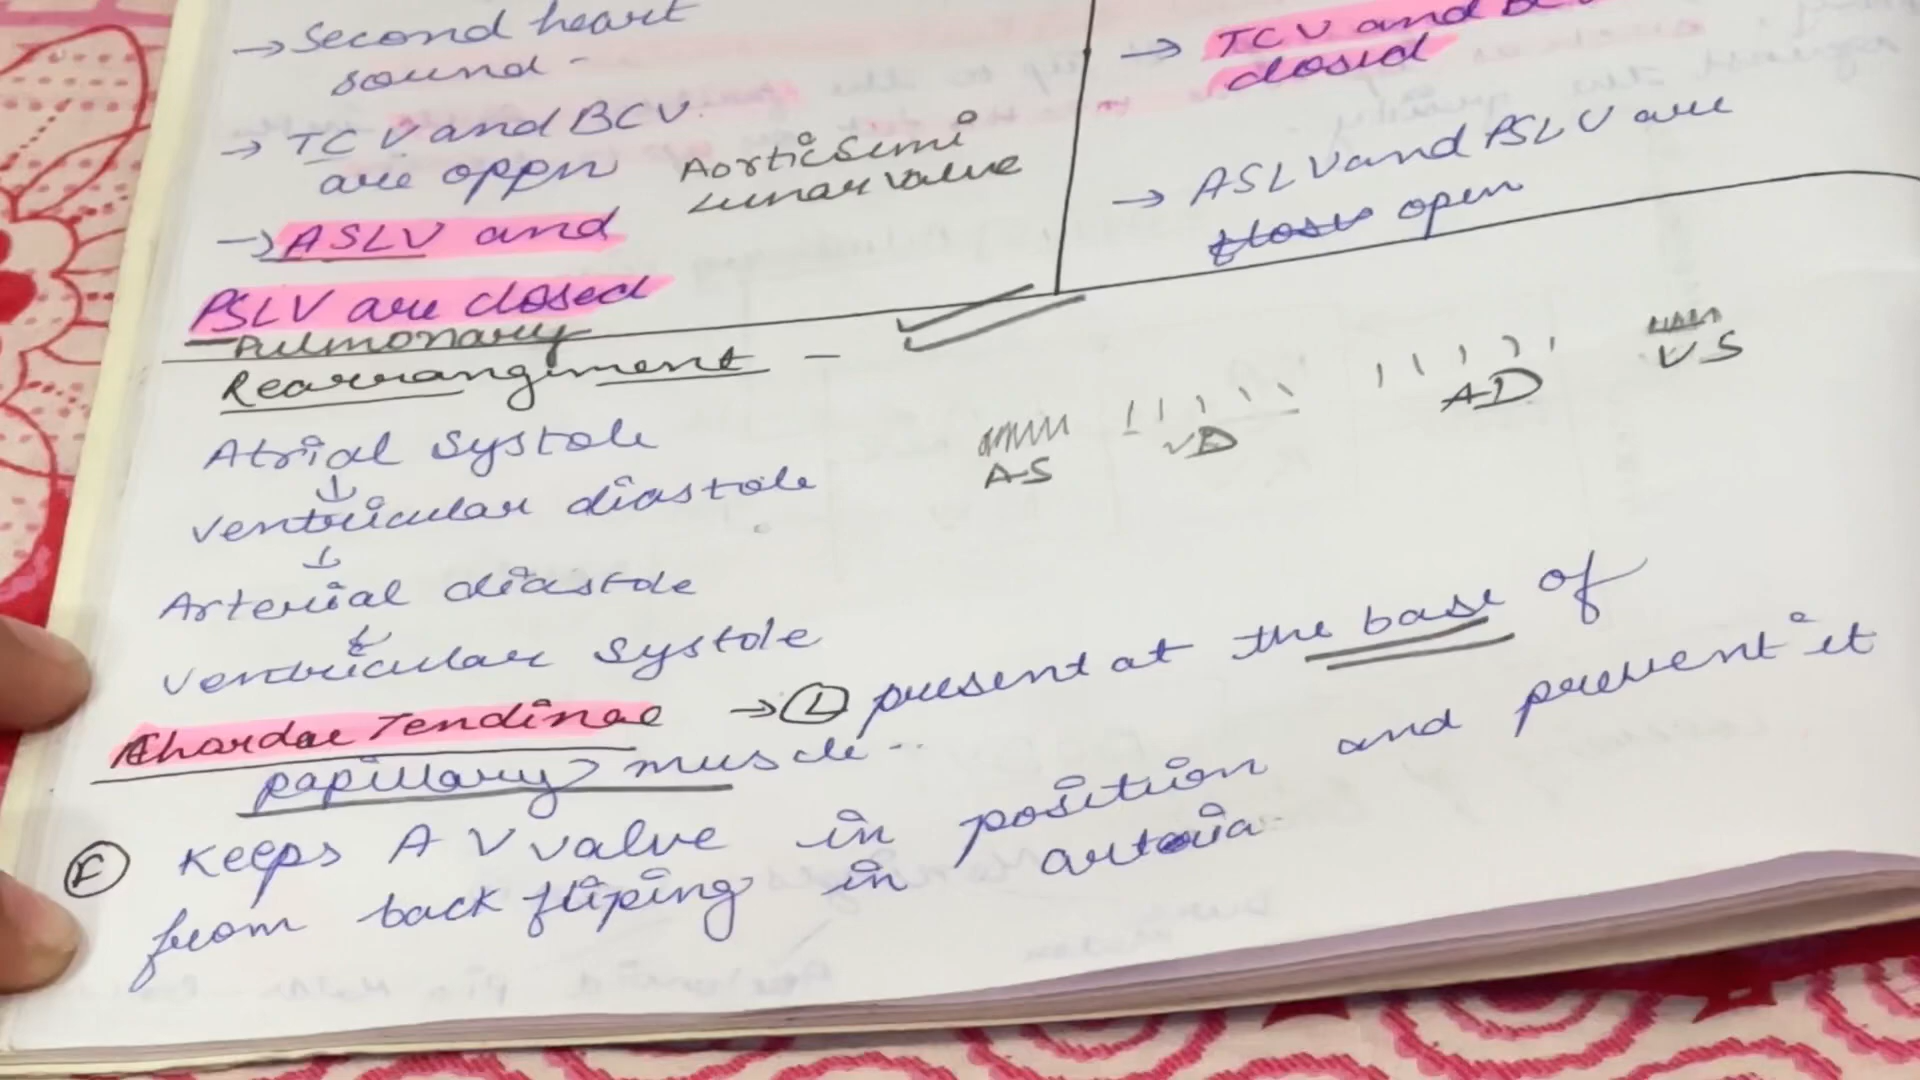 → Second heart
sound -
→ TCV and BCV.
are oppn
Aortic Semi
lunar valve
→ ASLV and
PSLV are closed
Pulmonary
→ TCV and
closed
→ ASLV and PSLV are
open
Rearrangement -
Atrial systole
↓
ventricular diastole
↓
Arterial diastole
↓
ventricular systole
AS VD AD VS
Chordae Tendinae → L present at the base of
papillary muscle..
F Keeps AV valve in position and prevent it
from back fliping in